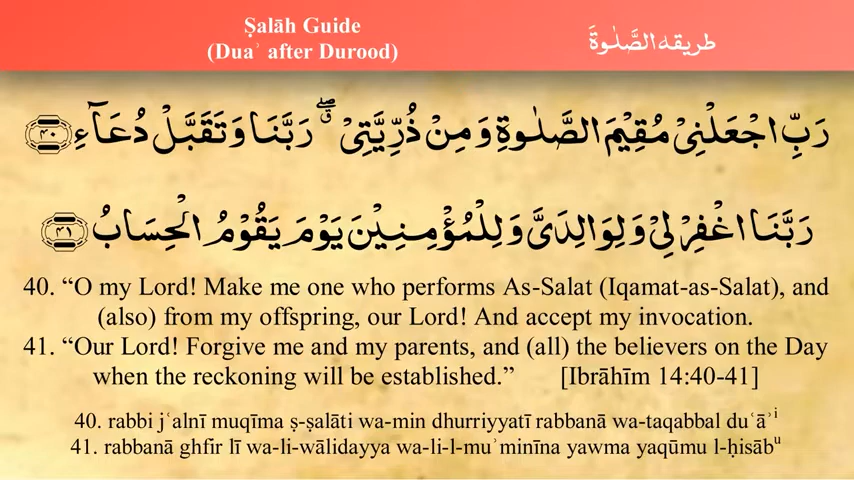 Ṣalāh Guide
(Duaʾ after Durood)
طريقہ الصَّلٰوةَ
رَبِّ اجْعَلْنِيْ مُقِيْمَ الصَّلٰوةِ وَمِنْ ذُرِّيَّتِيْ ۖۗ رَبَّنَا وَتَقَبَّلْ دُعَآءِ ۝٤٠
رَبَّنَا اغْفِرْ لِيْ وَلِوَالِدَيَّ وَلِلْمُؤْمِنِيْنَ يَوْمَ يَقُوْمُ الْحِسَابُ ۝٤١
40. “O my Lord! Make me one who performs As-Salat (Iqamat-as-Salat), and
(also) from my offspring, our Lord! And accept my invocation.
41. “Our Lord! Forgive me and my parents, and (all) the believers on the Day
when the reckoning will be established.” [Ibrāhīm 14:40-41]
40. rabbi jʿalnī muqīma ṣ-ṣalāti wa-min dhurriyyatī rabbanā wa-taqabbal duʿāʾⁱ
41. rabbanā ghfir lī wa-li-wālidayya wa-li-l-muʾminīna yawma yaqūmu l-ḥisābᵘ